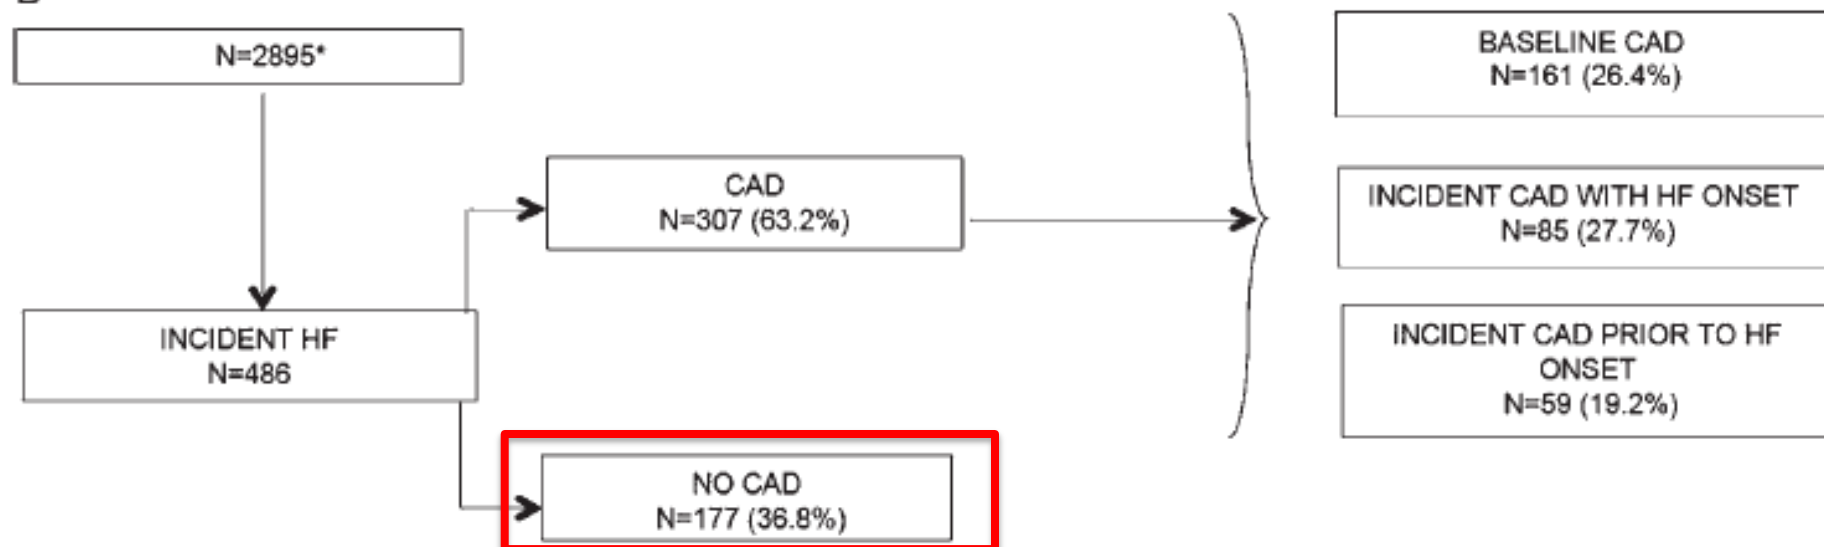 N=2895*
INCIDENT HF
N=486
CAD
N=307 (63.2%)
NO CAD
N=177 (36.8%)
BASELINE CAD
N=161 (26.4%)
INCIDENT CAD WITH HF ONSET
N=85 (27.7%)
INCIDENT CAD PRIOR TO HF
ONSET
N=59 (19.2%)